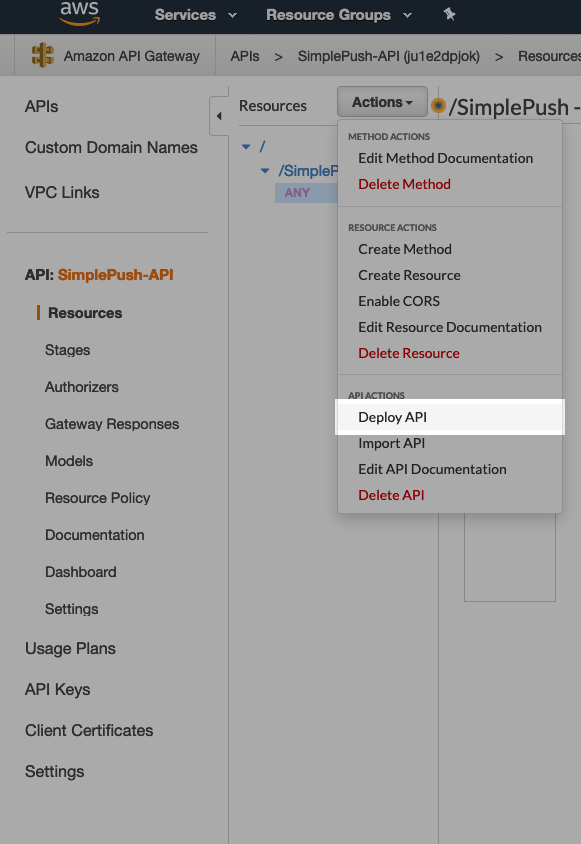 aws Services Resource Groups
Amazon API Gateway APIs > SimplePush-API (ju1e2dpjok) > Resources
APIs
Custom Domain Names
VPC Links
API: SimplePush-API
Resources
Stages
Authorizers
Gateway Responses
Models
Resource Policy
Documentation
Dashboard
Settings
Usage Plans
API Keys
Client Certificates
Settings
Resources
Actions
/SimplePush -
/
/SimpleP
ANY
METHOD ACTIONS
Edit Method Documentation
Delete Method
RESOURCE ACTIONS
Create Method
Create Resource
Enable CORS
Edit Resource Documentation
Delete Resource
API ACTIONS
Deploy API
Import API
Edit API Documentation
Delete API